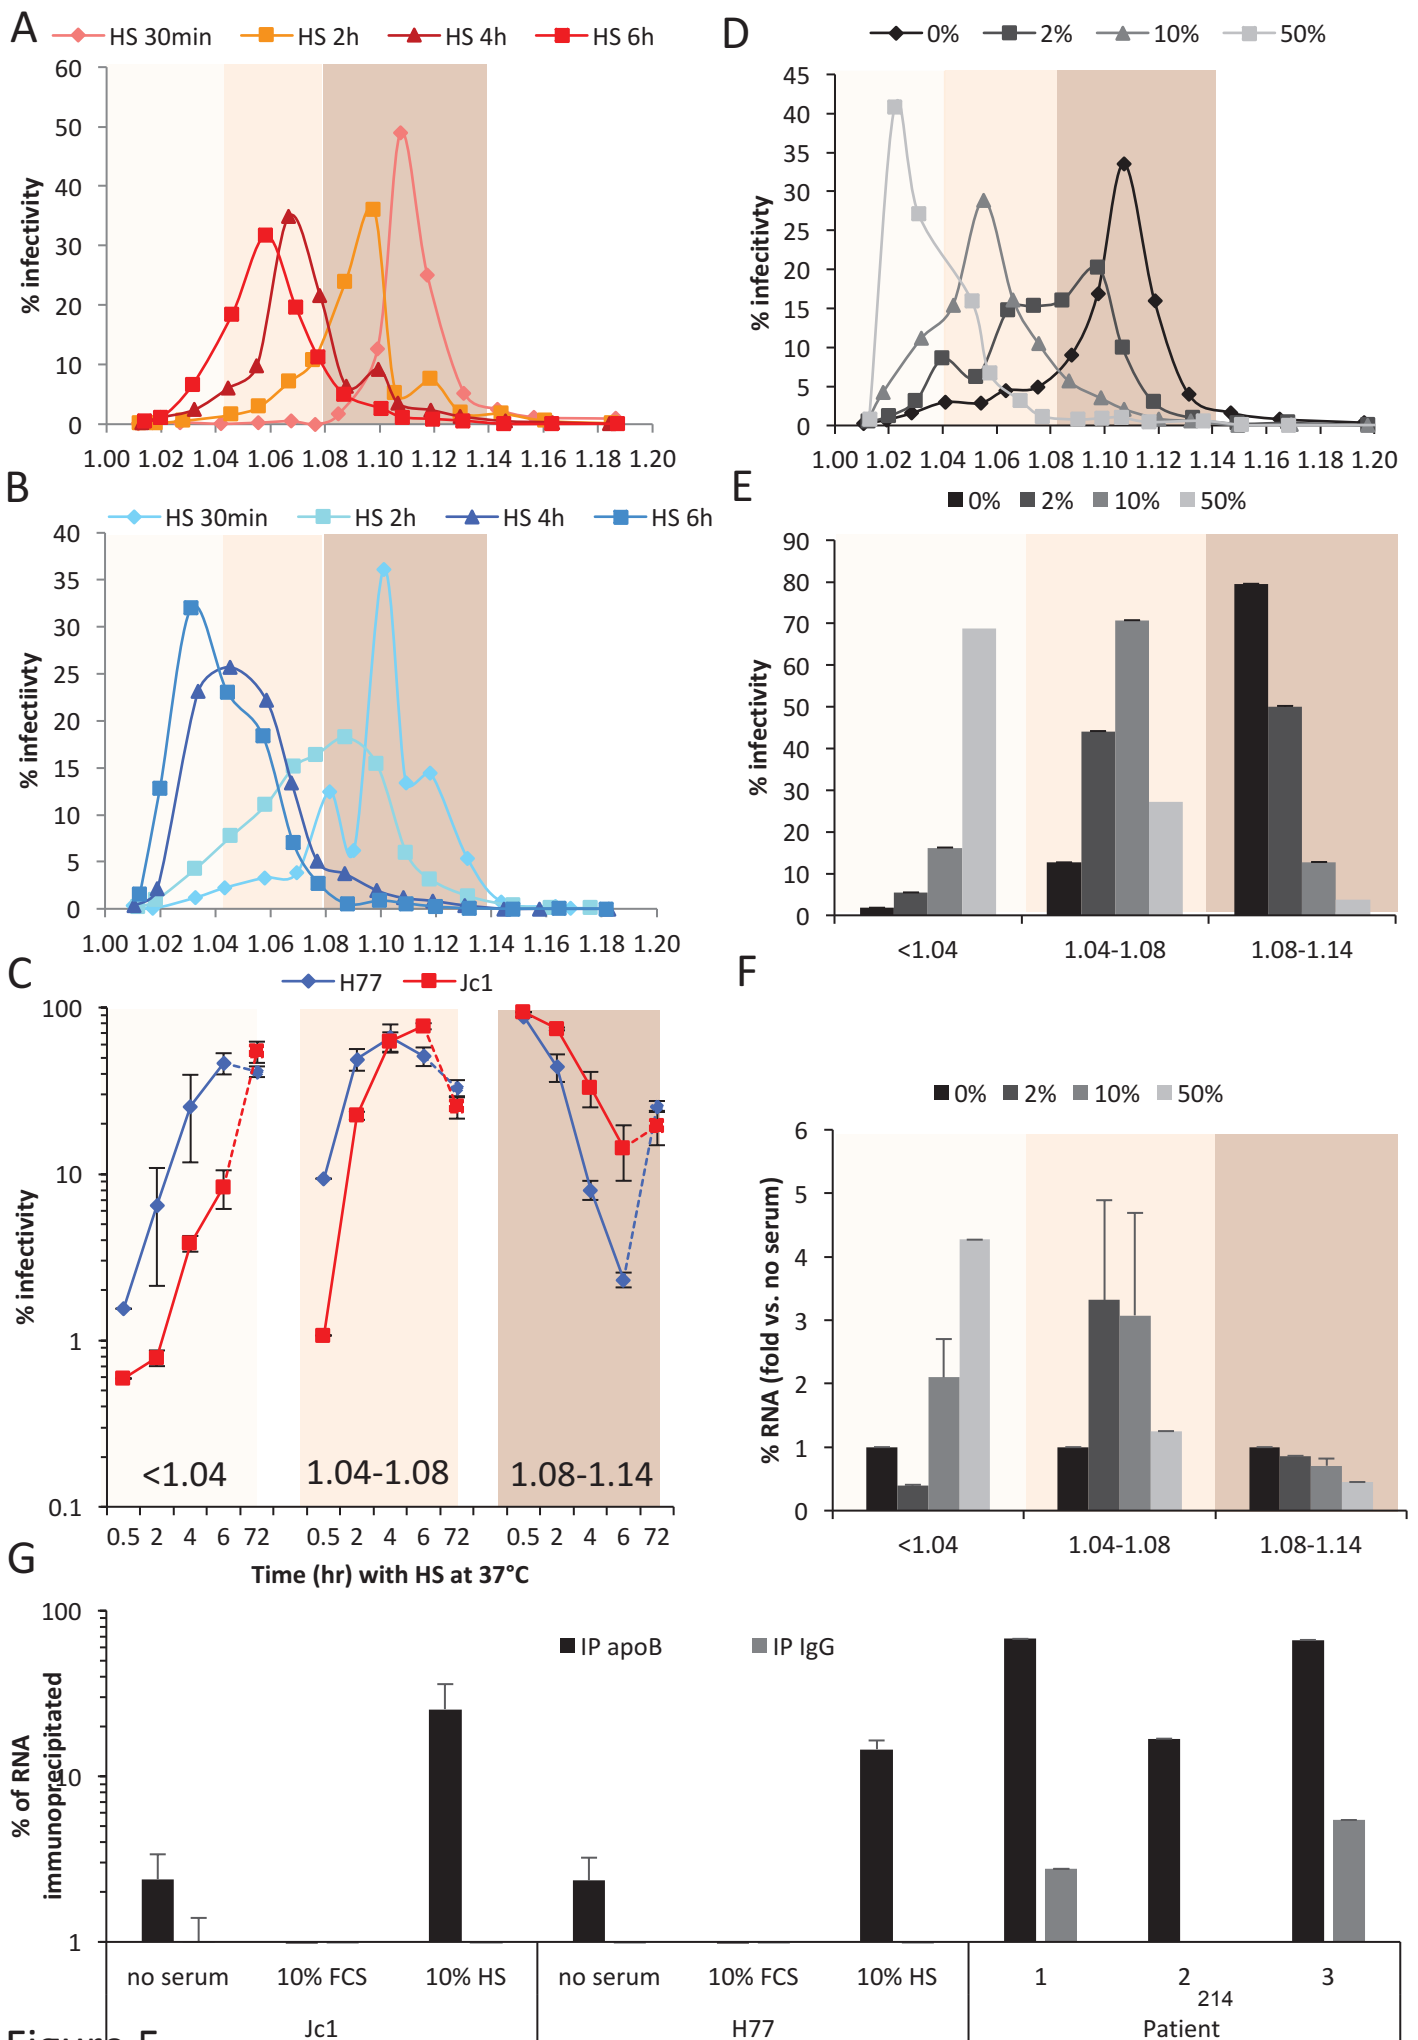 A
HS 30min HS 2h HS 4h HS 6h
60
50
40
30
20
10
0
% infectivity
1.00 1.02 1.04 1.06 1.08 1.10 1.12 1.14 1.16 1.18 1.20
B
HS 30min HS 2h HS 4h HS 6h
40
35
30
25
20
15
10
5
0
% infectiivty
1.00 1.02 1.04 1.06 1.08 1.10 1.12 1.14 1.16 1.18 1.20
C
H77 Jc1
100
10
1
0.1
% infectivity
<1.04 1.04-1.08 1.08-1.14
0.5 2 4 6 72 0.5 2 4 6 72 0.5 2 4 6 72
Time (hr) with HS at 37°C
D
0% 2% 10% 50%
45
40
35
30
25
20
15
10
5
0
% infecitivty
1.00 1.02 1.04 1.06 1.08 1.10 1.12 1.14 1.16 1.18 1.20
E
0% 2% 10% 50%
90
80
70
60
50
40
30
20
10
0
% infectivity
<1.04 1.04-1.08 1.08-1.14
F
0% 2% 10% 50%
6
5
4
3
2
1
0
% RNA (fold vs. no serum)
<1.04 1.04-1.08 1.08-1.14
G
IP apoB IP IgG
100
10
1
% of RNA
immunoprecipitated
no serum 10% FCS 10% HS no serum 10% FCS 10% HS 1 2 3
214
Jc1 H77 Patient
Figure 5